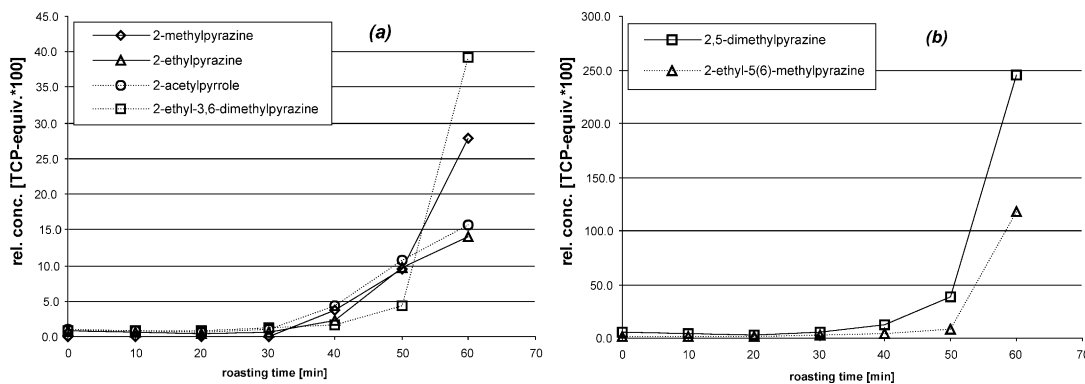 (a)
2-methylpyrazine
2-ethylpyrazine
2-acetylpyrrole
2-ethyl-3,6-dimethylpyrazine
rel. conc. [TCP-equiv.*100]
45.0
40.0
35.0
30.0
25.0
20.0
15.0
10.0
5.0
0.0
0 10 20 30 40 50 60 70
roasting time [min]
(b)
2,5-dimethylpyrazine
2-ethyl-5(6)-methylpyrazine
rel. conc. [TCP-equiv.*100]
300.0
250.0
200.0
150.0
100.0
50.0
0.0
0 10 20 30 40 50 60 70
roasting time [min]